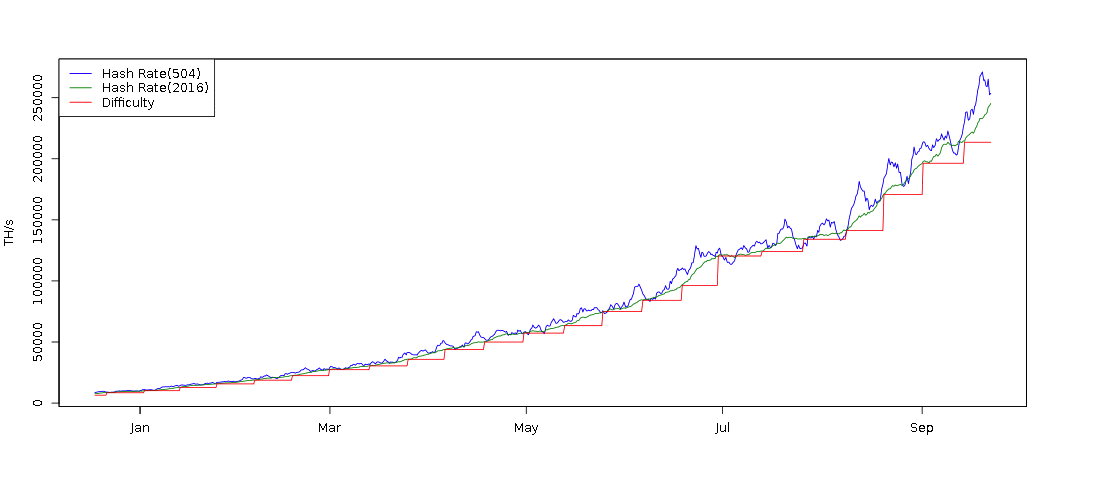 Hash Rate(504)
Hash Rate(2016)
Difficulty
TH/s
250000
200000
150000
100000
50000
0
Jan Mar May Jul Sep